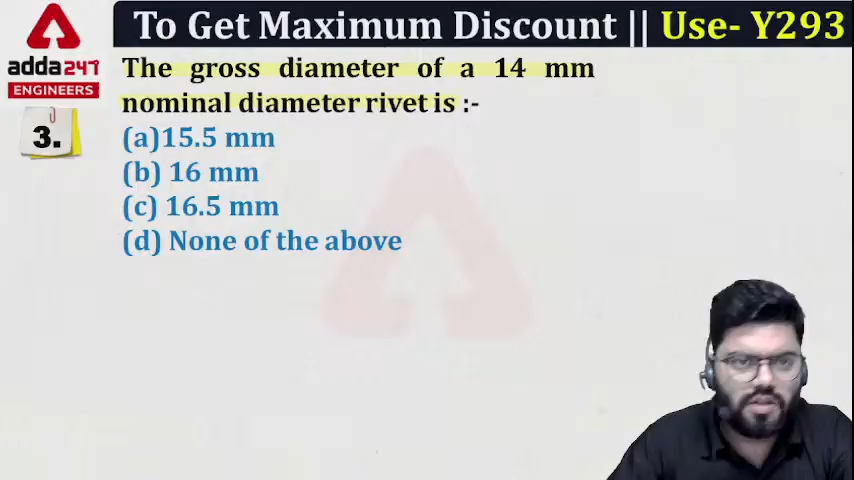 To Get Maximum Discount || Use- Y293
adda247
ENGINEERS
3.
The gross diameter of a 14 mm
nominal diameter rivet is :-
(a)15.5 mm
(b) 16 mm
(c) 16.5 mm
(d) None of the above